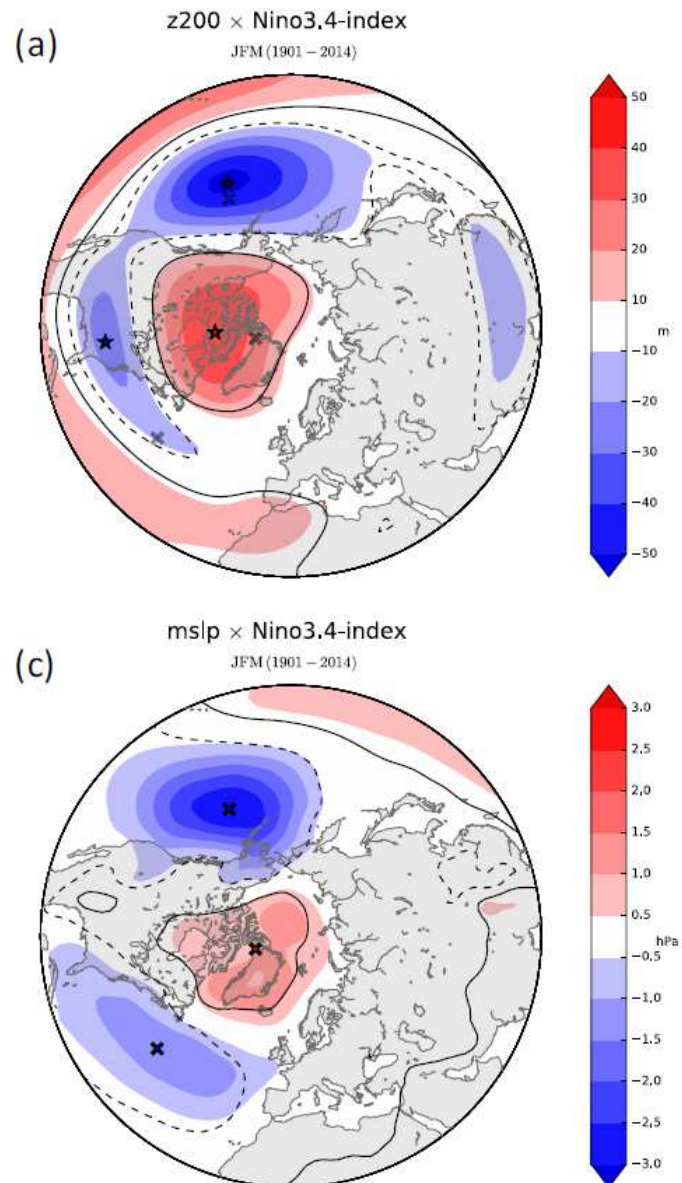 z200 × Nino3.4-index
(a)
JFM (1901 − 2014)
50
40
30
20
10
m
−10
−20
−30
−40
−50
mslp × Nino3.4-index
(c)
JFM (1901 − 2014)
3.0
2.5
2.0
1.5
1.0
0.5
hPa
−0.5
−1.0
−1.5
−2.0
−2.5
−3.0